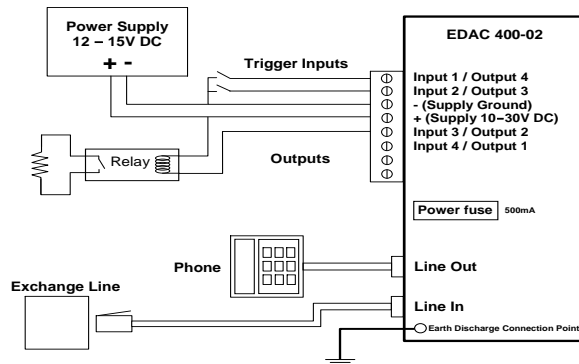 Power Supply
12 – 15V DC
+ -
EDAC 400-02
Trigger Inputs
Input 1 / Output 4
Input 2 / Output 3
- (Supply Ground)
+ (Supply 10–30V DC)
Input 3 / Output 2
Input 4 / Output 1
Relay
Outputs
Power fuse 500mA
Phone
Line Out
Exchange Line
Line In
Earth Discharge Connection Point